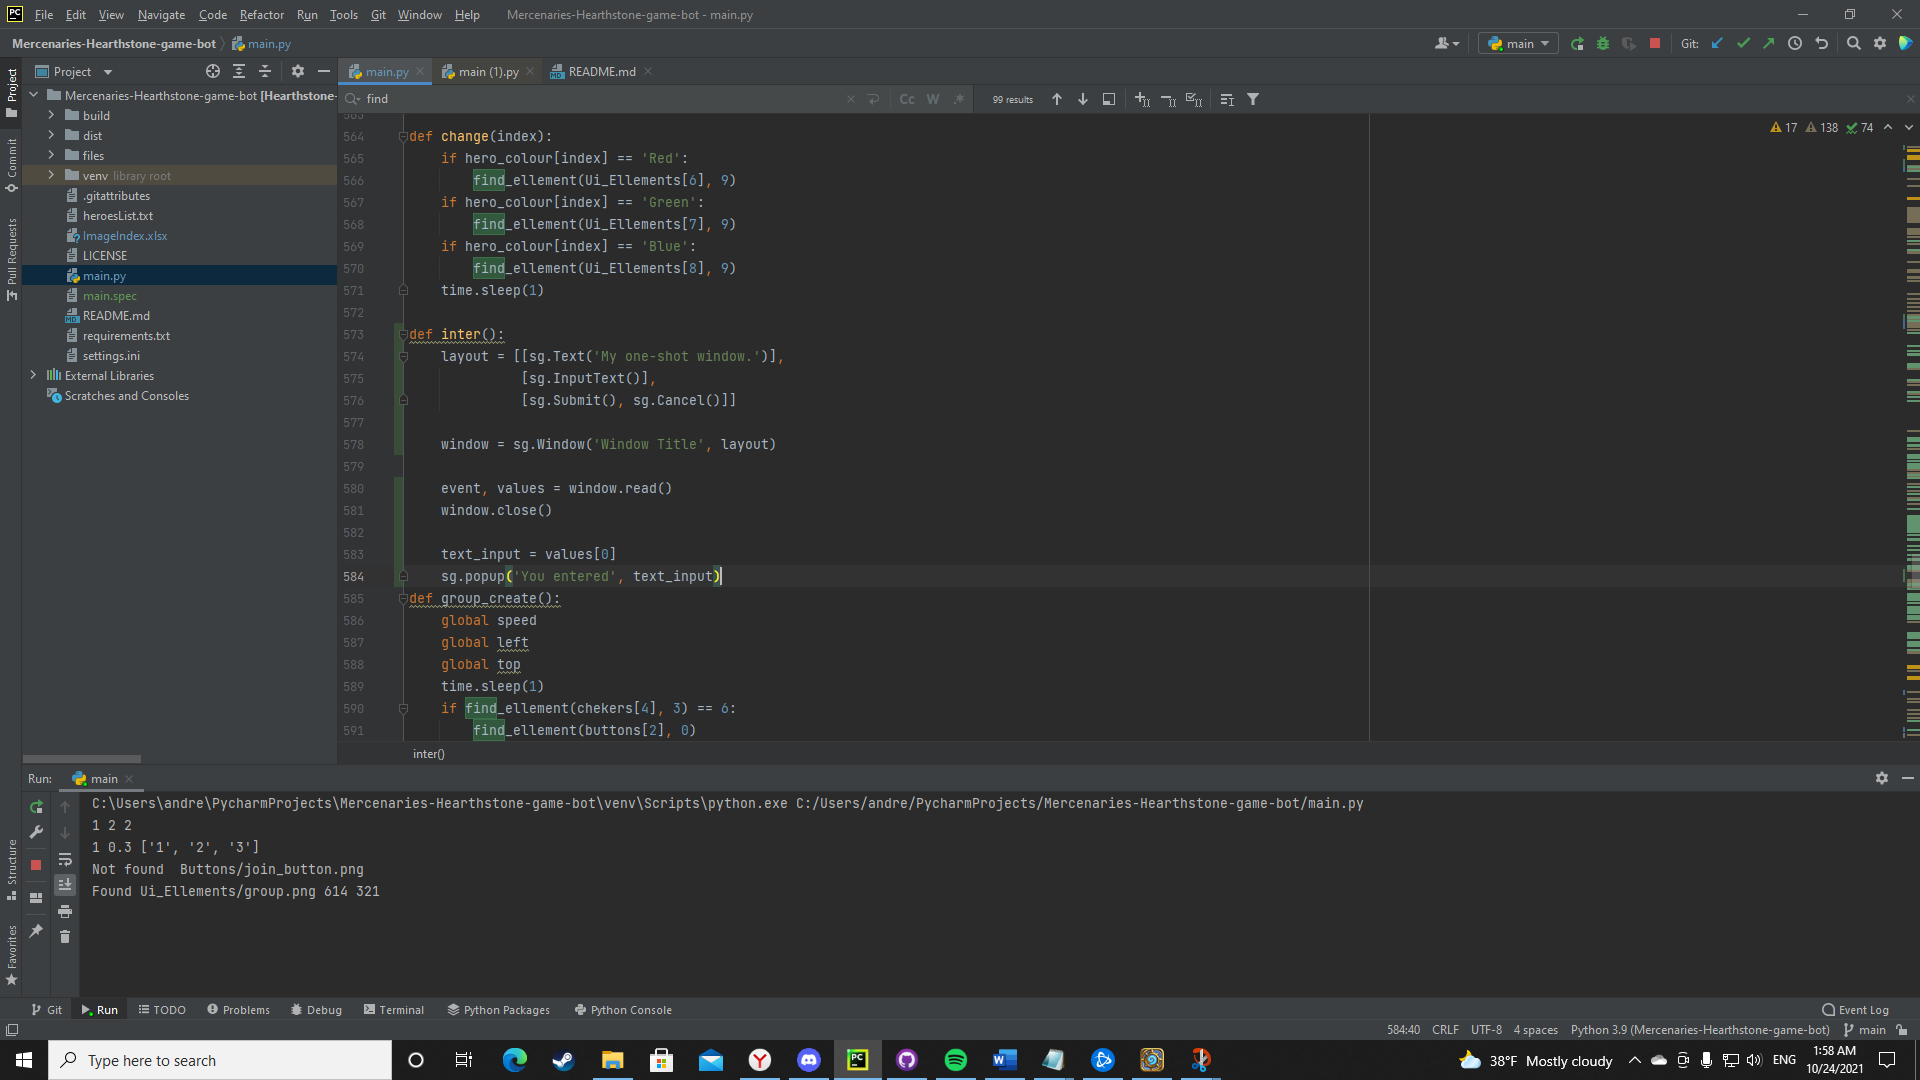 PC File Edit View Navigate Code Refactor Run Tools Git Window Help Mercenaries-Hearthstone-game-bot - main.py
Mercenaries-Hearthstone-game-bot main.py main Git:
Project main.py main (1).py README.md
find Cc W .* 99 results
Mercenaries-Hearthstone-game-bot [Hearthstone-
build
dist
files
venv library root
.gitattributes
heroesList.txt
ImageIndex.xlsx
LICENSE
main.py
main.spec
README.md
requirements.txt
settings.ini
External Libraries
Scratches and Consoles
Project
Commit
Pull Requests
Structure
Favorites
17 138 74
563
564 def change(index):
565 if hero_colour[index] == 'Red':
566 find_ellement(Ui_Ellements[6], 9)
567 if hero_colour[index] == 'Green':
568 find_ellement(Ui_Ellements[7], 9)
569 if hero_colour[index] == 'Blue':
570 find_ellement(Ui_Ellements[8], 9)
571 time.sleep(1)
572
573 def inter():
574 layout = [[sg.Text('My one-shot window.')],
575 [sg.InputText()],
576 [sg.Submit(), sg.Cancel()]]
577
578 window = sg.Window('Window Title', layout)
579
580 event, values = window.read()
581 window.close()
582
583 text_input = values[0]
584 sg.popup('You entered', text_input)
585 def group_create():
586 global speed
587 global left
588 global top
589 time.sleep(1)
590 if find_ellement(chekers[4], 3) == 6:
591 find_ellement(buttons[2], 0)
inter()
Run: main
C:\Users\andre\PycharmProjects\Mercenaries-Hearthstone-game-bot\venv\Scripts\python.exe C:/Users/andre/PycharmProjects/Mercenaries-Hearthstone-game-bot/main.py
1 2 2
1 0.3 ['1', '2', '3']
Not found  Buttons/join_button.png
Found Ui_Ellements/group.png 614 321
Git Run TODO Problems Debug Terminal Python Packages Python Console Event Log
584:40 CRLF UTF-8 4 spaces Python 3.9 (Mercenaries-Hearthstone-game-bot) main
Type here to search PC 38°F Mostly cloudy ENG 1:58 AM
10/24/2021